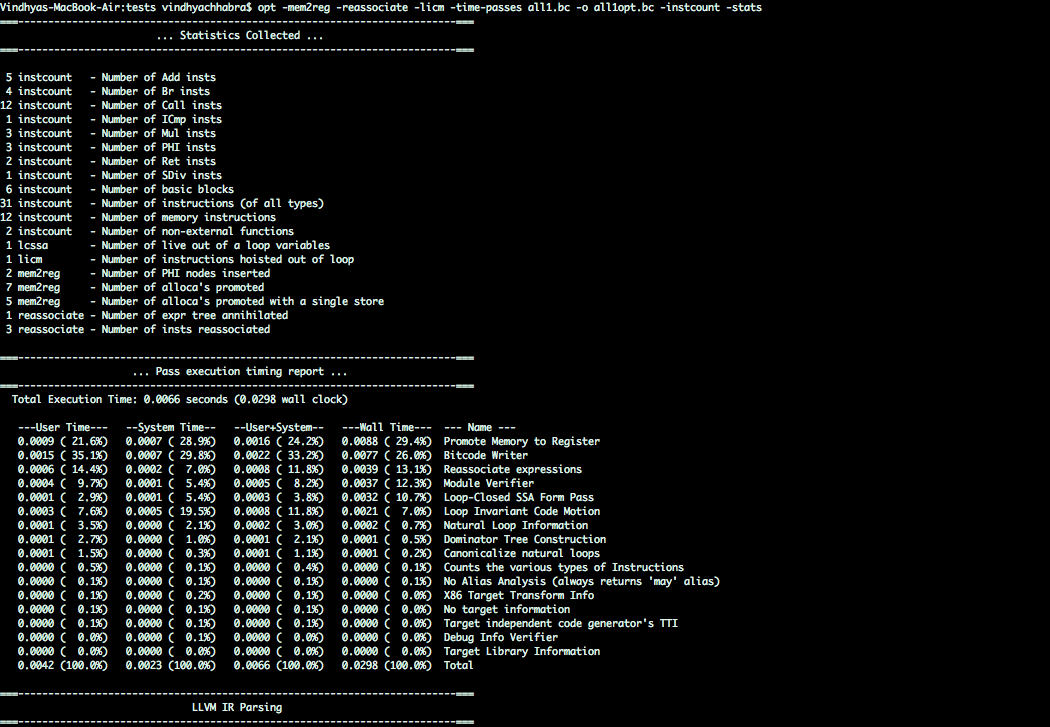 Vindhyas-MacBook-Air:tests vindhyachhabra$ opt -mem2reg -reassociate -licm -time-passes all1.bc -o all1opt.bc -instcount -stats
===-------------------------------------------------------------------------===
                          ... Statistics Collected ...
===-------------------------------------------------------------------------===

 5 instcount   - Number of Add insts
 4 instcount   - Number of Br insts
12 instcount   - Number of Call insts
 1 instcount   - Number of ICmp insts
 3 instcount   - Number of Mul insts
 3 instcount   - Number of PHI insts
 2 instcount   - Number of Ret insts
 1 instcount   - Number of SDiv insts
 6 instcount   - Number of basic blocks
31 instcount   - Number of instructions (of all types)
12 instcount   - Number of memory instructions
 2 instcount   - Number of non-external functions
 1 lcssa       - Number of live out of a loop variables
 1 licm        - Number of instructions hoisted out of loop
 2 mem2reg     - Number of PHI nodes inserted
 7 mem2reg     - Number of alloca's promoted
 5 mem2reg     - Number of alloca's promoted with a single store
 1 reassociate - Number of expr tree annihilated
 3 reassociate - Number of insts reassociated

===-------------------------------------------------------------------------===
                      ... Pass execution timing report ...
===-------------------------------------------------------------------------===
  Total Execution Time: 0.0066 seconds (0.0298 wall clock)

   ---User Time---   --System Time--   --User+System--   ---Wall Time---  --- Name ---
   0.0009 ( 21.6%)   0.0007 ( 28.9%)   0.0016 ( 24.2%)   0.0088 ( 29.4%)  Promote Memory to Register
   0.0015 ( 35.1%)   0.0007 ( 29.8%)   0.0022 ( 33.2%)   0.0077 ( 26.0%)  Bitcode Writer
   0.0006 ( 14.4%)   0.0002 (  7.0%)   0.0008 ( 11.8%)   0.0039 ( 13.1%)  Reassociate expressions
   0.0004 (  9.7%)   0.0001 (  5.4%)   0.0005 (  8.2%)   0.0037 ( 12.3%)  Module Verifier
   0.0001 (  2.9%)   0.0001 (  5.4%)   0.0003 (  3.8%)   0.0032 ( 10.7%)  Loop-Closed SSA Form Pass
   0.0003 (  7.6%)   0.0005 ( 19.5%)   0.0008 ( 11.8%)   0.0021 (  7.0%)  Loop Invariant Code Motion
   0.0001 (  3.5%)   0.0000 (  2.1%)   0.0002 (  3.0%)   0.0002 (  0.7%)  Natural Loop Information
   0.0001 (  2.7%)   0.0000 (  1.0%)   0.0001 (  2.1%)   0.0001 (  0.5%)  Dominator Tree Construction
   0.0001 (  1.5%)   0.0000 (  0.3%)   0.0001 (  1.1%)   0.0001 (  0.2%)  Canonicalize natural loops
   0.0000 (  0.5%)   0.0000 (  0.1%)   0.0000 (  0.4%)   0.0000 (  0.1%)  Counts the various types of Instructions
   0.0000 (  0.1%)   0.0000 (  0.1%)   0.0000 (  0.1%)   0.0000 (  0.1%)  No Alias Analysis (always returns 'may' alias)
   0.0000 (  0.1%)   0.0000 (  0.2%)   0.0000 (  0.1%)   0.0000 (  0.0%)  X86 Target Transform Info
   0.0000 (  0.1%)   0.0000 (  0.1%)   0.0000 (  0.1%)   0.0000 (  0.0%)  No target information
   0.0000 (  0.1%)   0.0000 (  0.1%)   0.0000 (  0.1%)   0.0000 (  0.0%)  Target independent code generator's TTI
   0.0000 (  0.0%)   0.0000 (  0.1%)   0.0000 (  0.0%)   0.0000 (  0.0%)  Debug Info Verifier
   0.0000 (  0.0%)   0.0000 (  0.0%)   0.0000 (  0.0%)   0.0000 (  0.0%)  Target Library Information
   0.0042 (100.0%)   0.0023 (100.0%)   0.0066 (100.0%)   0.0298 (100.0%)  Total

===-------------------------------------------------------------------------===
                                LLVM IR Parsing
===-------------------------------------------------------------------------===